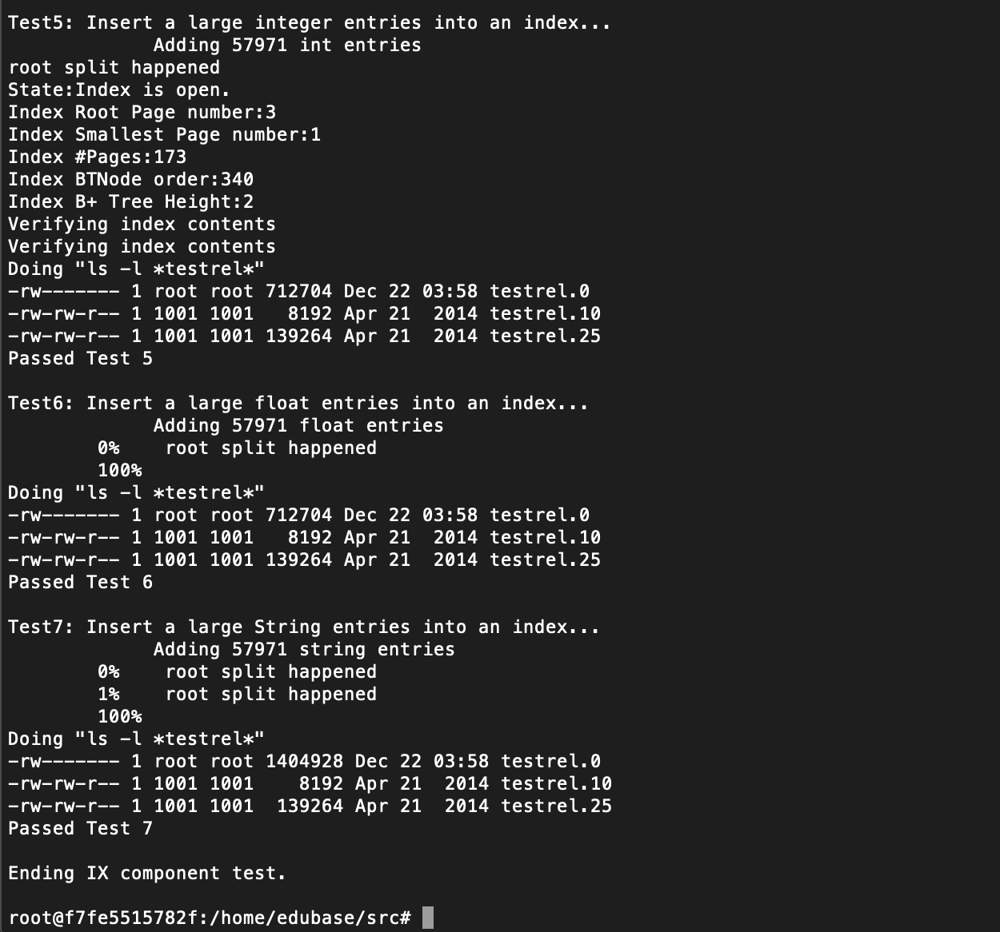 Test5: Insert a large integer entries into an index...
             Adding 57971 int entries
root split happened
State:Index is open.
Index Root Page number:3
Index Smallest Page number:1
Index #Pages:173
Index BTNode order:340
Index B+ Tree Height:2
Verifying index contents
Verifying index contents
Doing "ls -l *testrel*"
-rw------- 1 root root 712704 Dec 22 03:58 testrel.0
-rw-rw-r-- 1 1001 1001   8192 Apr 21  2014 testrel.10
-rw-rw-r-- 1 1001 1001 139264 Apr 21  2014 testrel.25
Passed Test 5

Test6: Insert a large float entries into an index...
             Adding 57971 float entries
        0%    root split happened
        100%
Doing "ls -l *testrel*"
-rw------- 1 root root 712704 Dec 22 03:58 testrel.0
-rw-rw-r-- 1 1001 1001   8192 Apr 21  2014 testrel.10
-rw-rw-r-- 1 1001 1001 139264 Apr 21  2014 testrel.25
Passed Test 6

Test7: Insert a large String entries into an index...
             Adding 57971 string entries
        0%    root split happened
        1%    root split happened
        100%
Doing "ls -l *testrel*"
-rw------- 1 root root 1404928 Dec 22 03:58 testrel.0
-rw-rw-r-- 1 1001 1001    8192 Apr 21  2014 testrel.10
-rw-rw-r-- 1 1001 1001  139264 Apr 21  2014 testrel.25
Passed Test 7

Ending IX component test.

root@f7fe5515782f:/home/edubase/src#